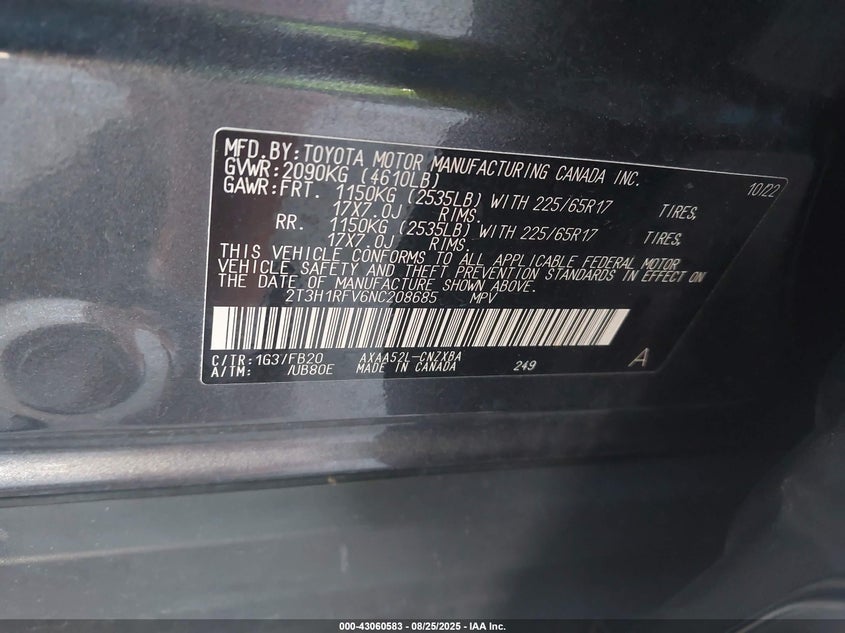 MFD.BY:TOYOTA MOTOR MANUFACTURING CANADA INC.
GVWR:2090KG (4610LB) 10/22
GAWR:FRT. 1150KG (2535LB) WITH 225/65R17 TIRES,
17X7.0J RIMS,
RR. 1150KG (2535LB) WITH 225/65R17 TIRES,
17X7.0J RIMS.
THIS VEHICLE CONFORMS TO ALL APPLICABLE FEDERAL MOTOR
VEHICLE SAFETY AND THEFT PREVENTION STANDARDS IN EFFECT ON
THE DATE OF MANUFACTURE SHOWN ABOVE.
2T3H1RFV6NC208685 MPV
C/TR:1G3/FB20 AXAA52L-CNZXBA
A/TM: /UB80E MADE IN CANADA 249 A
000-43060583 - 08/25/2025 - IAA Inc.